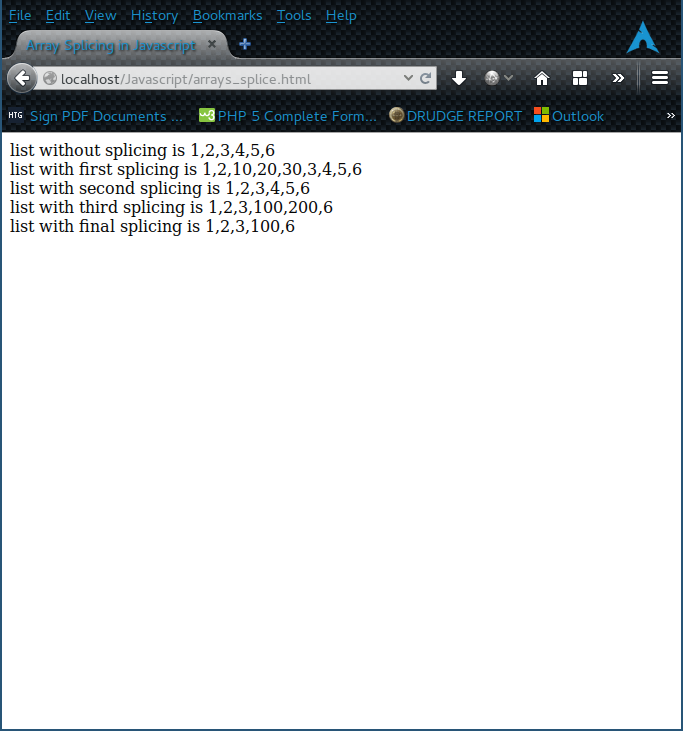 File Edit View History Bookmarks Tools Help
Array Splicing in Javascript
localhost/Javascript/arrays_splice.html
HTG Sign PDF Documents ... w3 PHP 5 Complete Form... DRUDGE REPORT Outlook
list without splicing is 1,2,3,4,5,6
list with first splicing is 1,2,10,20,30,3,4,5,6
list with second splicing is 1,2,3,4,5,6
list with third splicing is 1,2,3,100,200,6
list with final splicing is 1,2,3,100,6